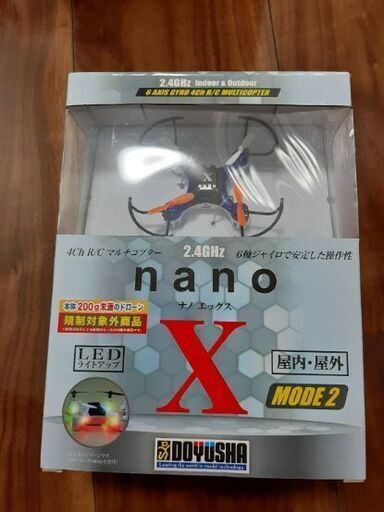 2.4GHz Indoor & Outdoor
6 AXIS GYRO 4Ch R/C MULTICOPTER
nano
4Ch R/C マルチコプター
2.4GHz
6軸ジャイロで安定した操作性
nano
ナノ エックス
X
本体200g未満のドローン
規制対象外商品
LED
ライトアップ
屋内・屋外
MODE 2
DOYUSHA
Leading the world in model technology.